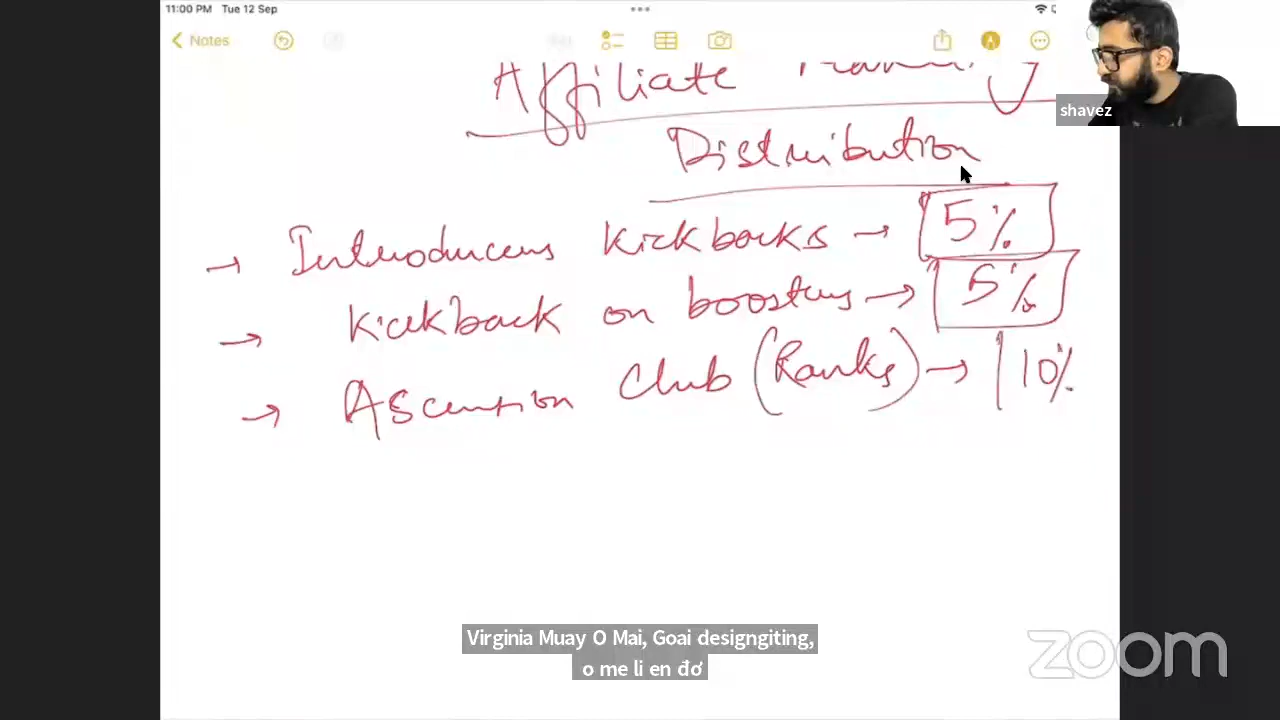 11:00 PM Tue 12 Sep
Notes
Affiliate
shavez
Distribution
→ Introducers Kickbacks → 5%
→ Kickback on boosters → 5%
→ Ascention Club (Ranks) → 10%
Virginia Muay O Mai, Goai designgiting,
o me li en đơ
zoom